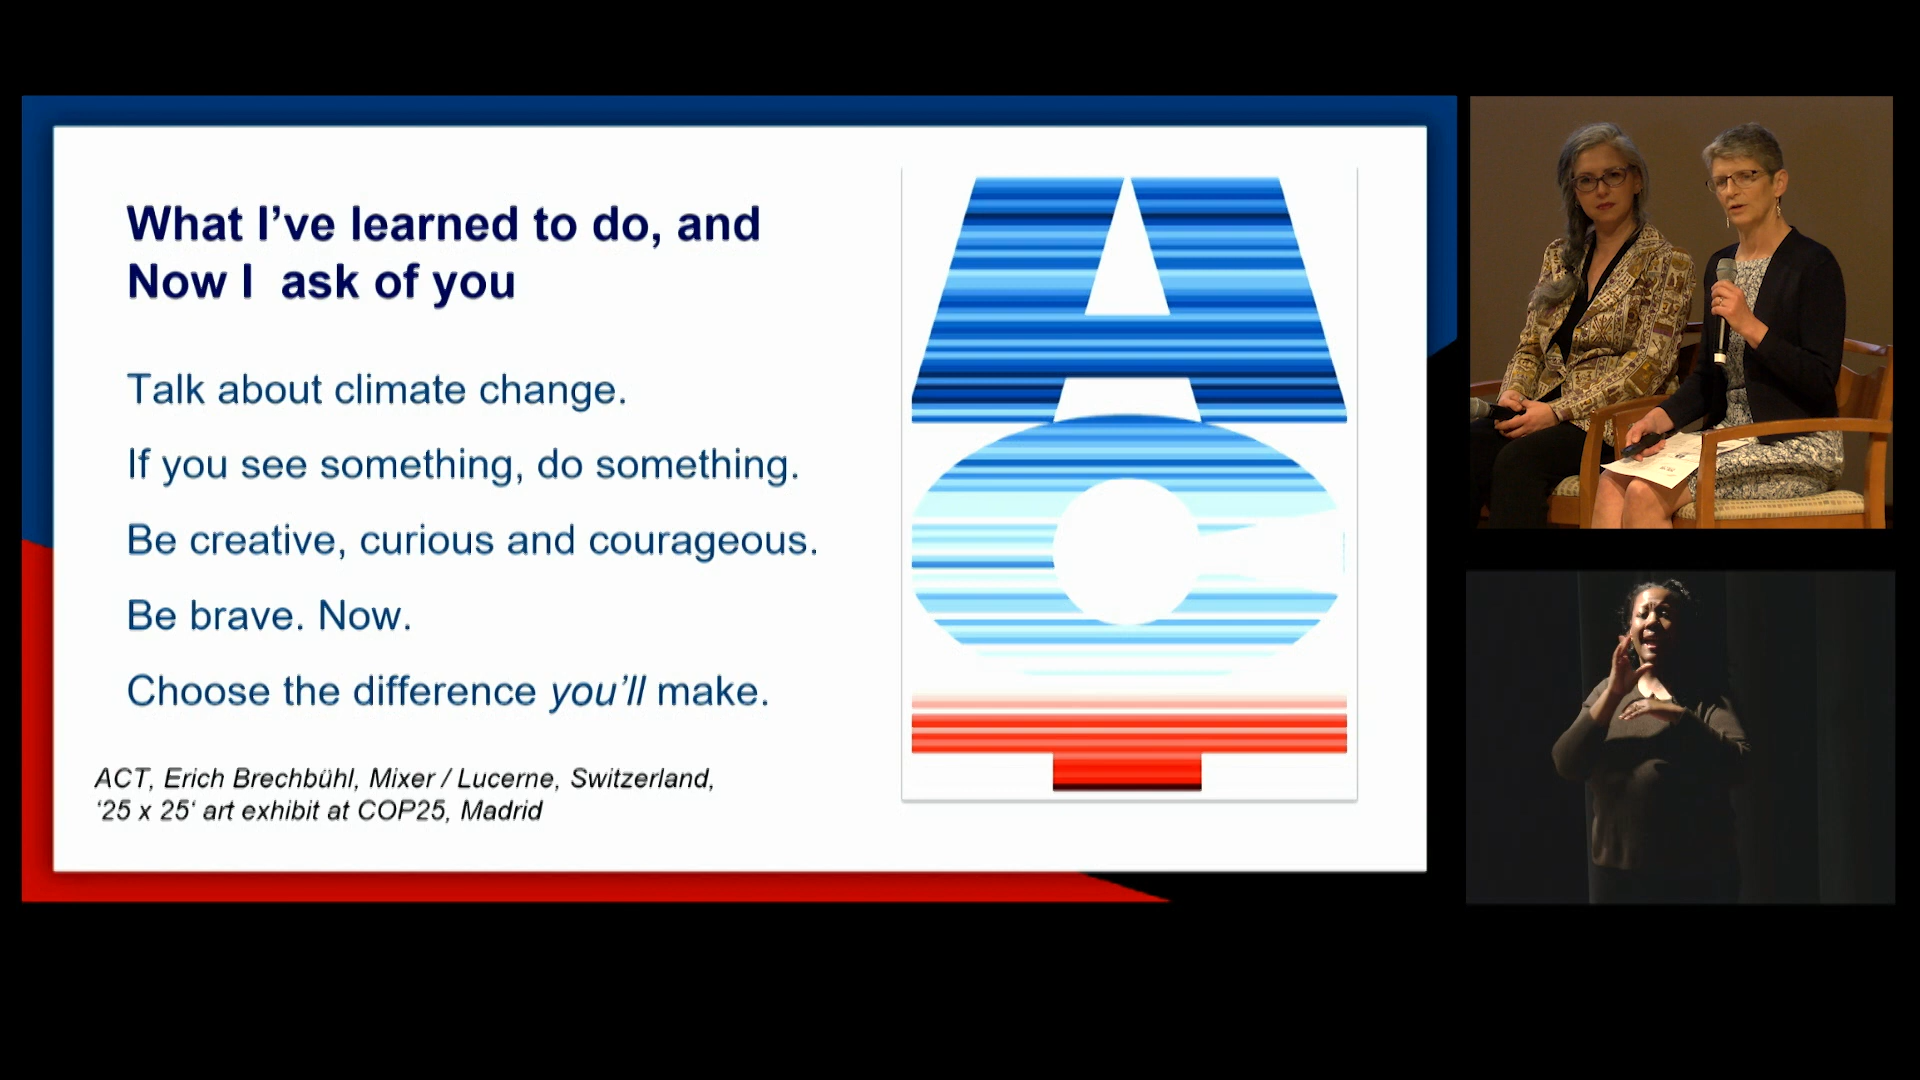 What I’ve learned to do, and
Now I  ask of you
Talk about climate change.
If you see something, do something.
Be creative, curious and courageous.
Be brave. Now.
Choose the difference you’ll make.
ACT, Erich Brechbühl, Mixer / Lucerne, Switzerland,
‘25 x 25‘ art exhibit at COP25, Madrid
ACT